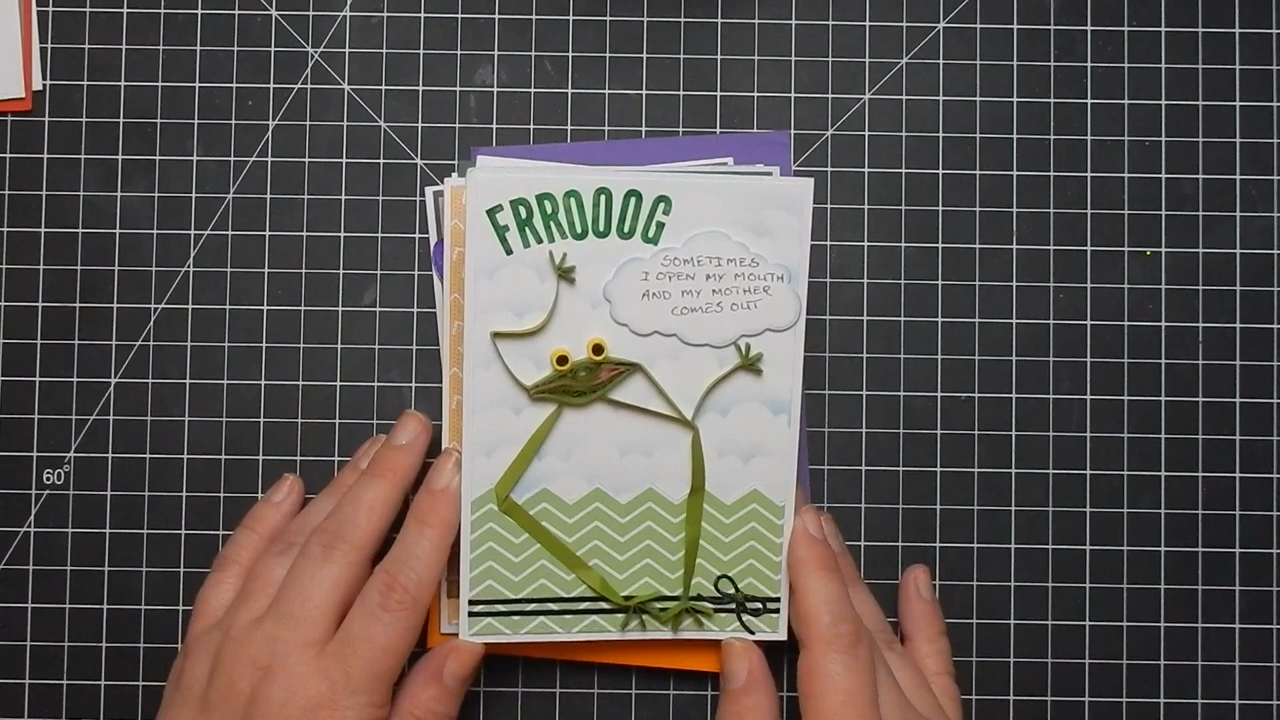 FRROOOG
SOMETIMES
I OPEN MY MOUTH
AND MY MOTHER
COMES OUT
60°